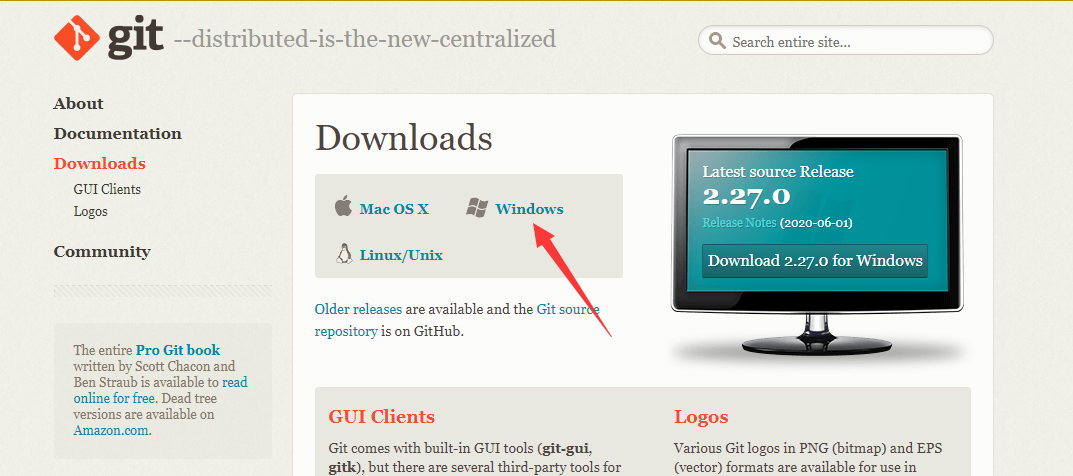 git --distributed-is-the-new-centralized
Search entire site...
About
Documentation
Downloads
GUI Clients
Logos
Community
The entire Pro Git book
written by Scott Chacon and
Ben Straub is available to read
online for free. Dead tree
versions are available on
Amazon.com.
Downloads
Mac OS X
Windows
Linux/Unix
Older releases are available and the Git source
repository is on GitHub.
Latest source Release
2.27.0
Release Notes (2020-06-01)
Download 2.27.0 for Windows
GUI Clients
Git comes with built-in GUI tools (git-gui,
gitk), but there are several third-party tools for
Logos
Various Git logos in PNG (bitmap) and EPS
(vector) formats are available for use in